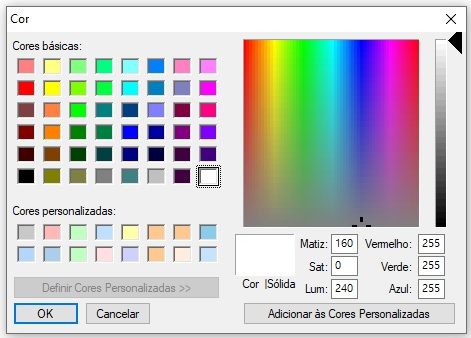 Cor
Cores básicas:
Cores personalizadas:
Definir Cores Personalizadas >>
OK
Cancelar
Cor |Sólida
Matiz: 160
Sat: 0
Lum: 240
Vermelho: 255
Verde: 255
Azul: 255
Adicionar às Cores Personalizadas